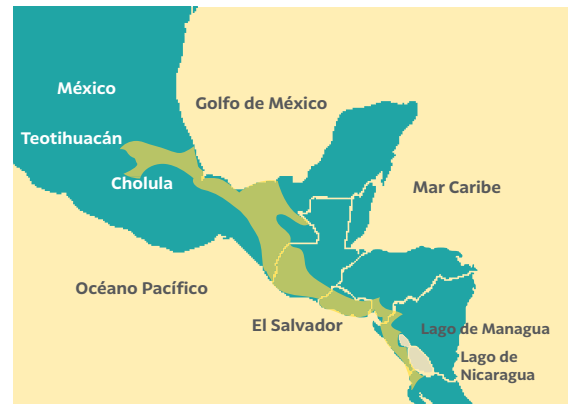 México
Golfo de México
Teotihuacán
Cholula
Mar Caribe
Océano Pacífico
El Salvador
Lago de Managua
Lago de
Nicaragua